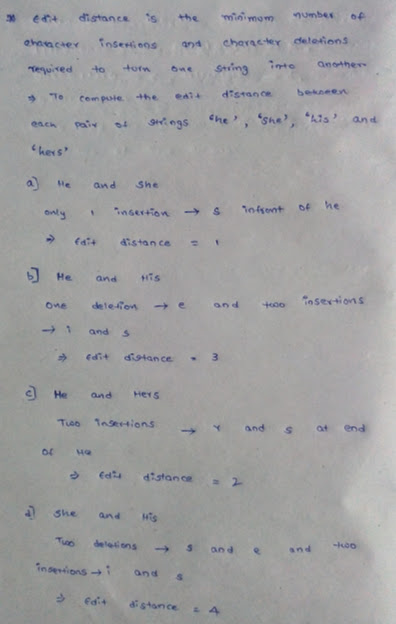 * Edit distance is the minimum number of
character insertions and character deletions
required to turn one string into another
⇒ To compute the edit distance between
each pair of strings 'he', 'she', 'his' and
'hers'
a] He and She
only 1 insertion → s infront of he
⇒ Edit distance = 1
b] He and His
one deletion → e and two insertions
→ i and s
⇒ edit distance = 3
c] He and Hers
Two insertions → r and s at end
of He
⇒ Edit distance = 2
d] She and His
Two deletions → s and e and two
insertions → i and s
⇒ Edit distance = 4